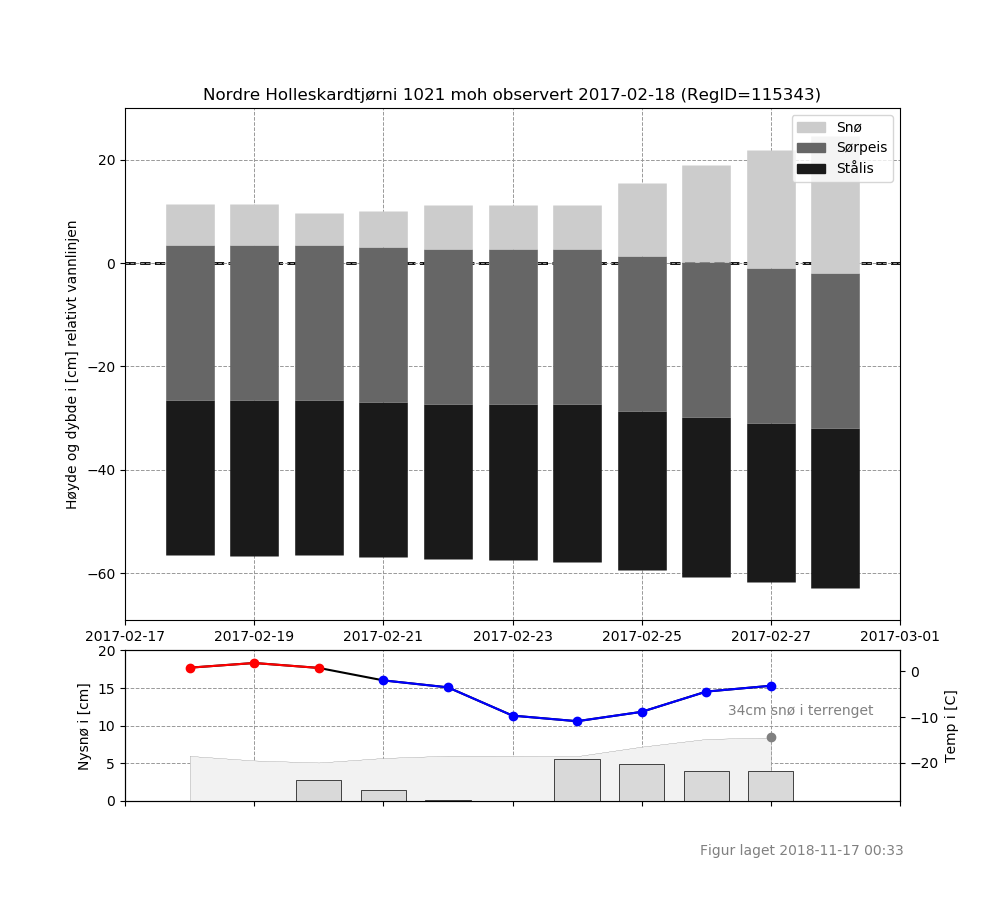 Nordre Holleskardtjørni 1021 moh observert 2017-02-18 (RegID=115343)
Snø
Sørpeis
Stålis
Høyde og dybde i [cm] relativt vannlinjen
20
0
−20
−40
−60
2017-02-17 2017-02-19 2017-02-21 2017-02-23 2017-02-25 2017-02-27 2017-03-01
Nysnø i [cm]
20
15
10
5
0
34cm snø i terrenget
0
−10
−20
Temp i [C]
Figur laget 2018-11-17 00:33